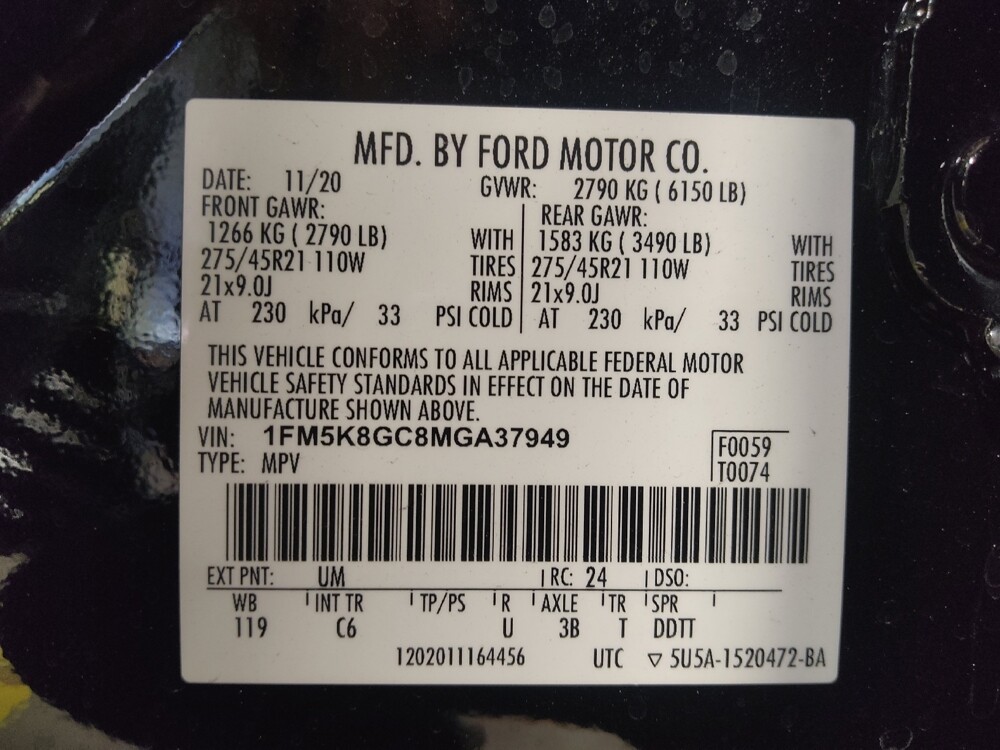 MFD. BY FORD MOTOR CO.
DATE: 11/20 GVWR: 2790 KG ( 6150 LB)
FRONT GAWR: REAR GAWR:
1266 KG ( 2790 LB) WITH 1583 KG ( 3490 LB) WITH
275/45R21 110W TIRES 275/45R21 110W TIRES
21x9.0J RIMS 21x9.0J RIMS
AT 230 kPa/ 33 PSI COLD AT 230 kPa/ 33 PSI COLD
THIS VEHICLE CONFORMS TO ALL APPLICABLE FEDERAL MOTOR
VEHICLE SAFETY STANDARDS IN EFFECT ON THE DATE OF
MANUFACTURE SHOWN ABOVE.
VIN: 1FM5K8GC8MGA37949 F0059
TYPE: MPV T0074
EXT PNT: UM RC: 24 DSO:
WB INT TR TP/PS R AXLE TR SPR
119 C6 U 3B T DDTT
1202011164456 UTC ▽ 5U5A-1520472-BA